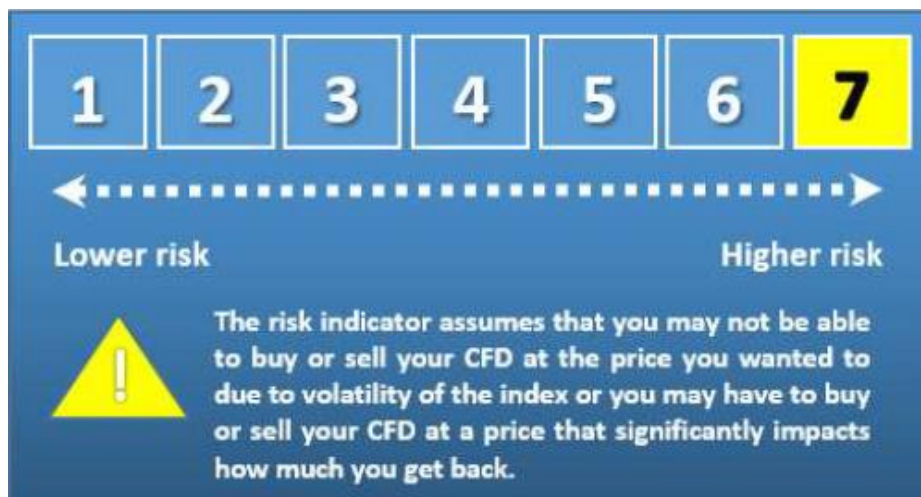 1 2 3 4 5 6 7
Lower risk Higher risk
!
The risk indicator assumes that you may not be able
to buy or sell your CFD at the price you wanted to
due to volatility of the index or you may have to buy
or sell your CFD at a price that significantly impacts
how much you get back.